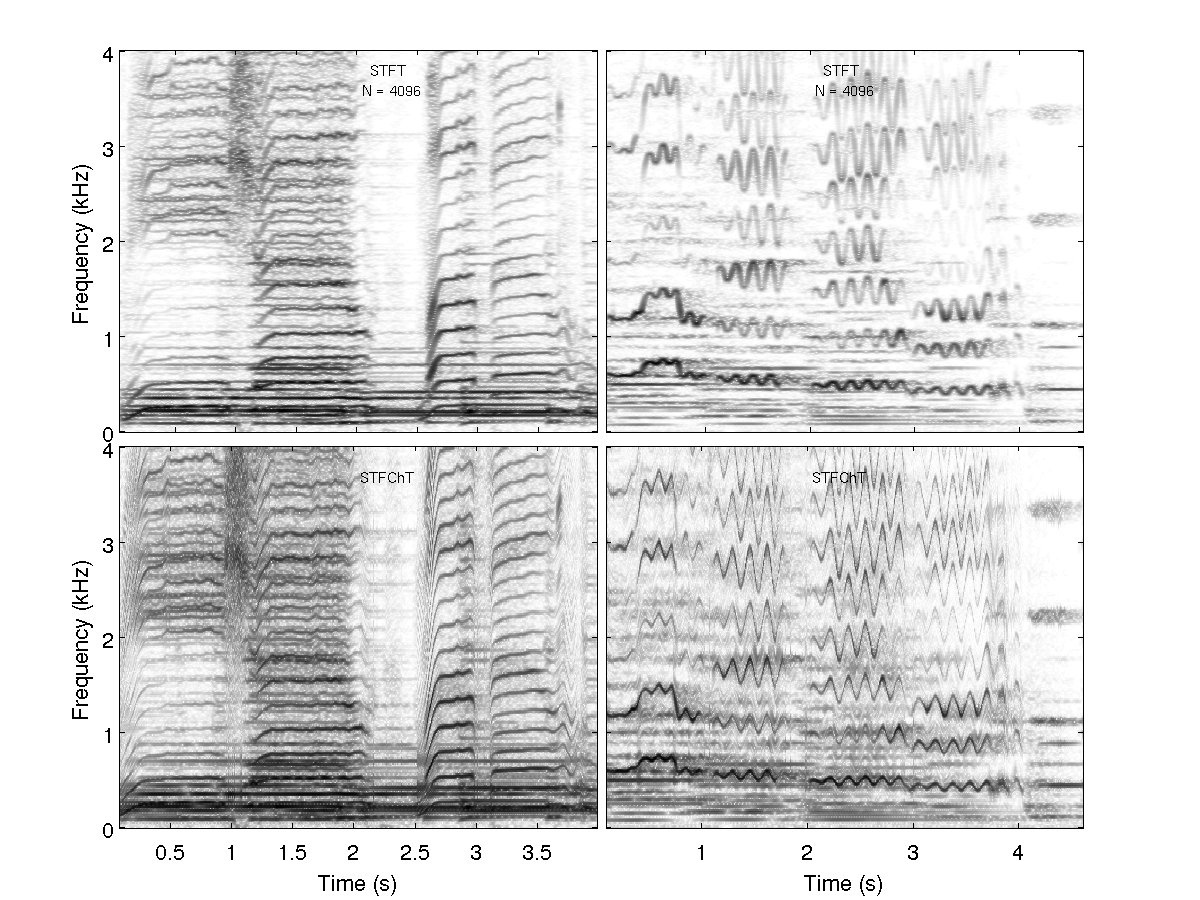 4
3
2
1
0
Frequency (kHz)
STFT
N = 4096
STFT
N = 4096
4
3
2
1
0
Frequency (kHz)
STFChT
STFChT
0.5 1 1.5 2 2.5 3 3.5
Time (s)
1 2 3 4
Time (s)